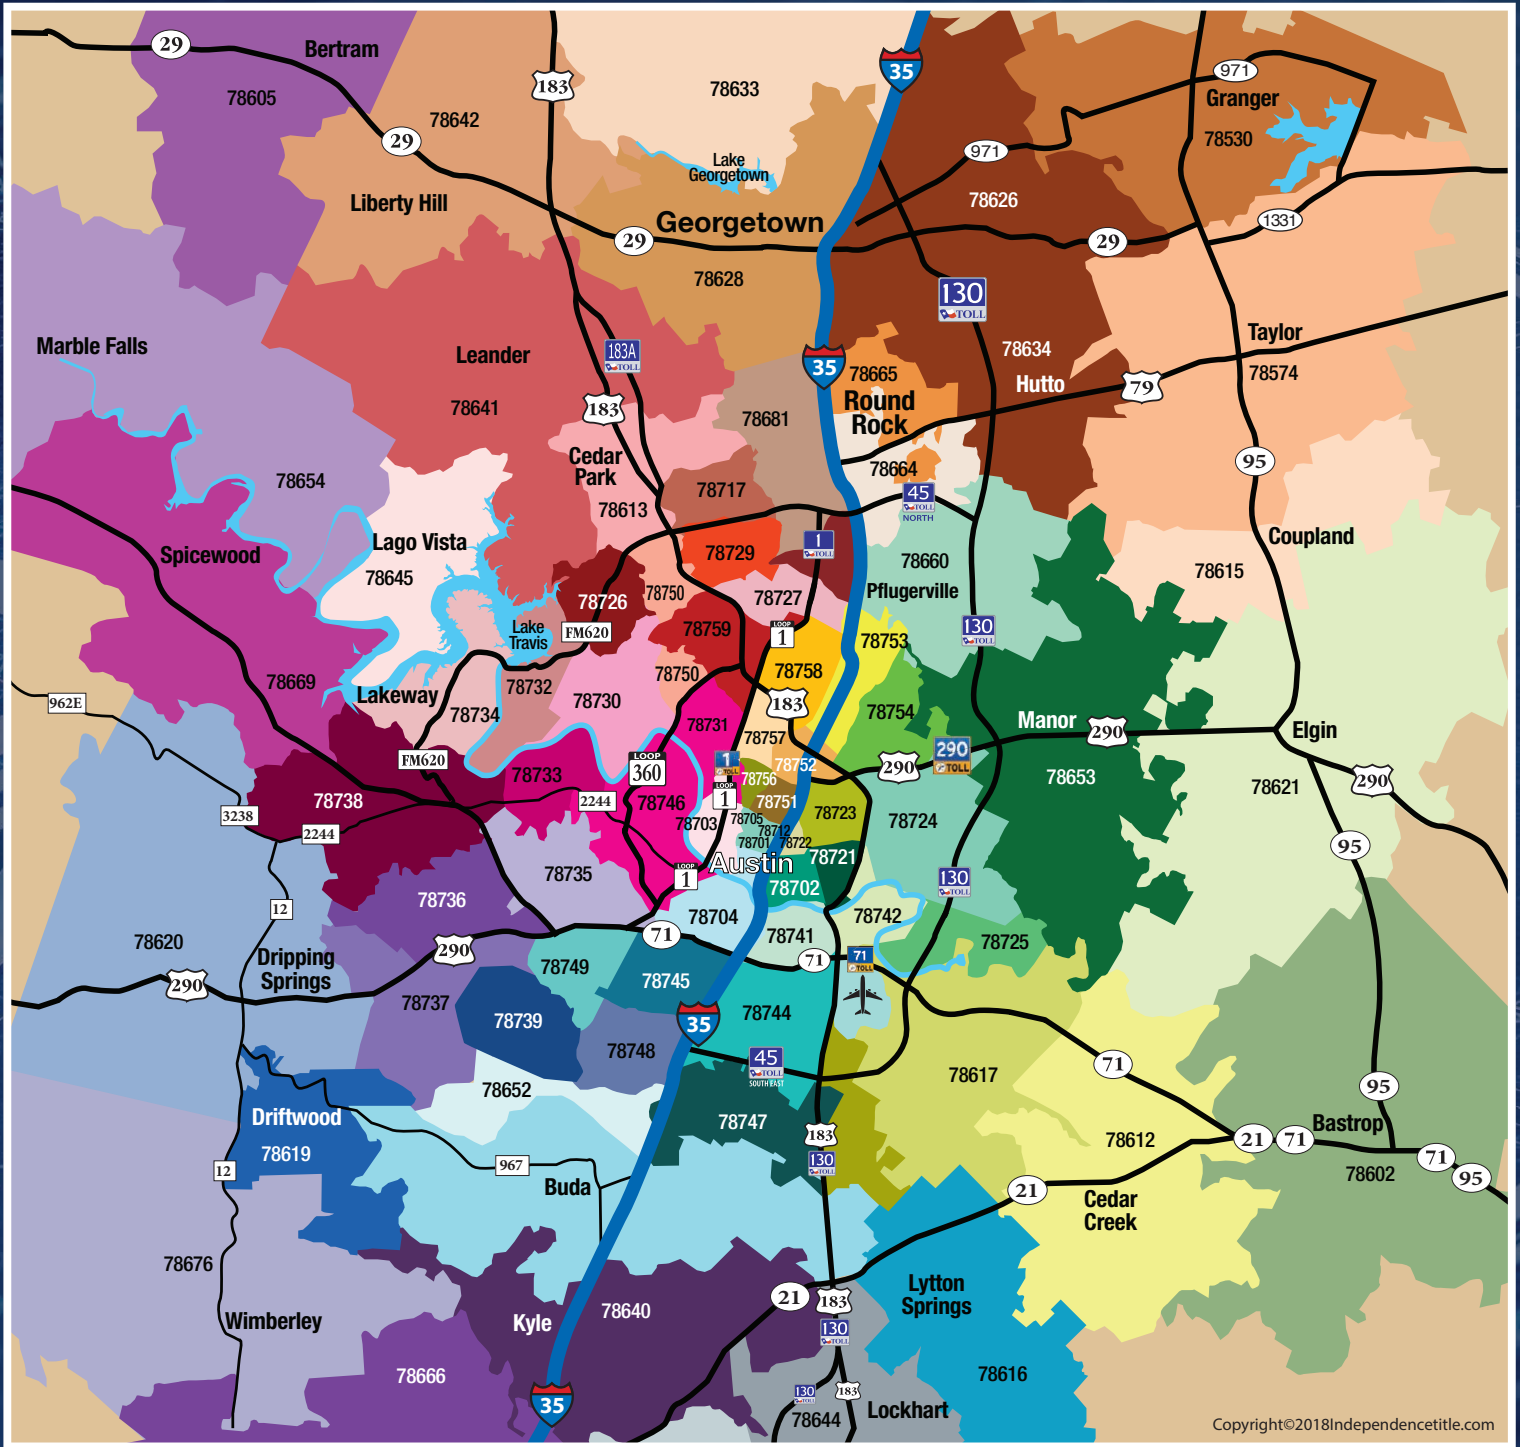 29
Bertram
183
35
971
Granger
78605
78642
78633
78530
29
971
Lake
Georgetown
78626
Liberty Hill
Georgetown
1331
29
29
78628
130
TOLL
Marble Falls
Leander
183A
TOLL
35
78665
78634
Taylor
78574
Hutto
79
78641
183
78681
Round
Rock
Cedar
Park
78664
95
78654
78717
45
TOLL
NORTH
78613
Spicewood
Lago Vista
78645
78729
1
TOLL
78660
Pflugerville
Coupland
78615
78726
78750
78727
FM620
Lake
Travis
78759
LOOP
1
130
TOLL
78753
78669
Lakeway
78732
78750
78758
962E
78734
78730
183
78754
Manor
290
Elgin
78731
78757
FM620
78733
LOOP
360
1
TOLL
78752
290
290
TOLL
78653
78621
290
78738
2244
78746
LOOP
1
78756
78751
3238
2244
78703
78705
78712
78723
78724
78701
78722
95
78735
Austin
78721
LOOP
1
78702
130
TOLL
78736
12
78704
78742
78620
71
78741
78725
Dripping
Springs
290
78749
71
71
TOLL
290
78745
78737
78739
35
78744
78748
45
TOLL
SOUTH EAST
78617
71
78652
95
Driftwood
78747
183
78612
21
71
Bastrop
78619
12
967
130
TOLL
71
78602
95
Buda
21
Cedar
Creek
78676
Lytton
Springs
21
183
Wimberley
Kyle
78640
130
TOLL
78666
78616
35
130
TOLL
183
78644
Lockhart
Copyright©2018Independencetitle.com